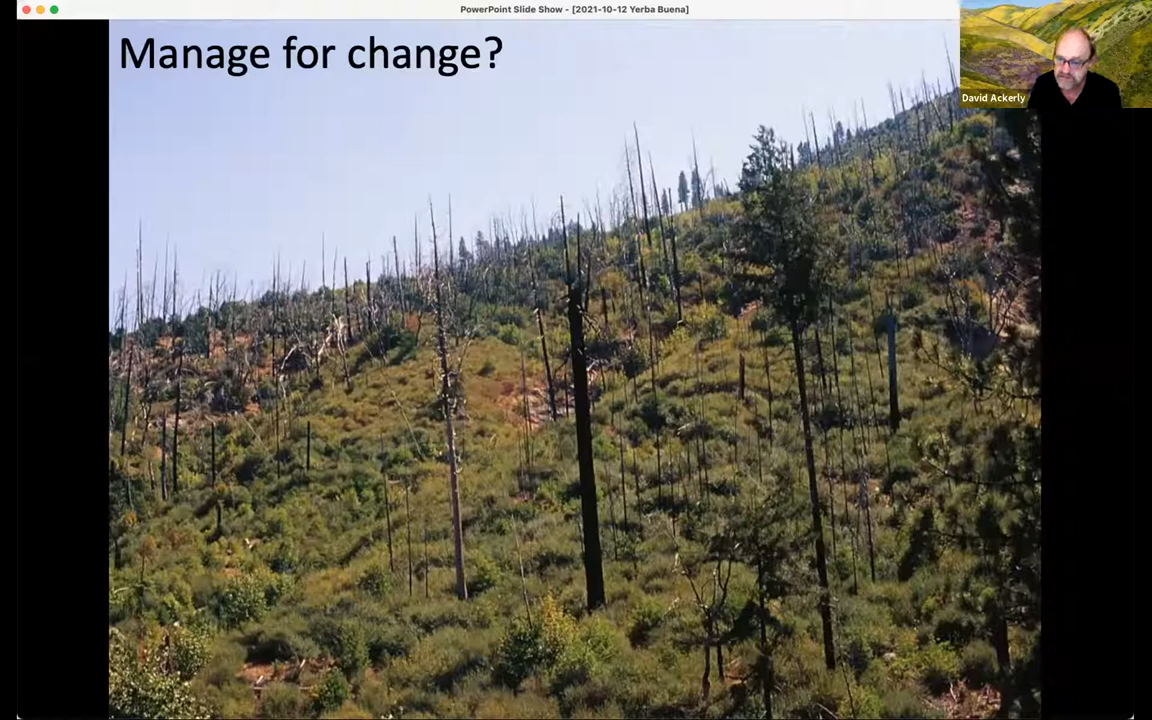 PowerPoint Slide Show - [2021-10-12 Yerba Buena]
Manage for change?
David Ackerly